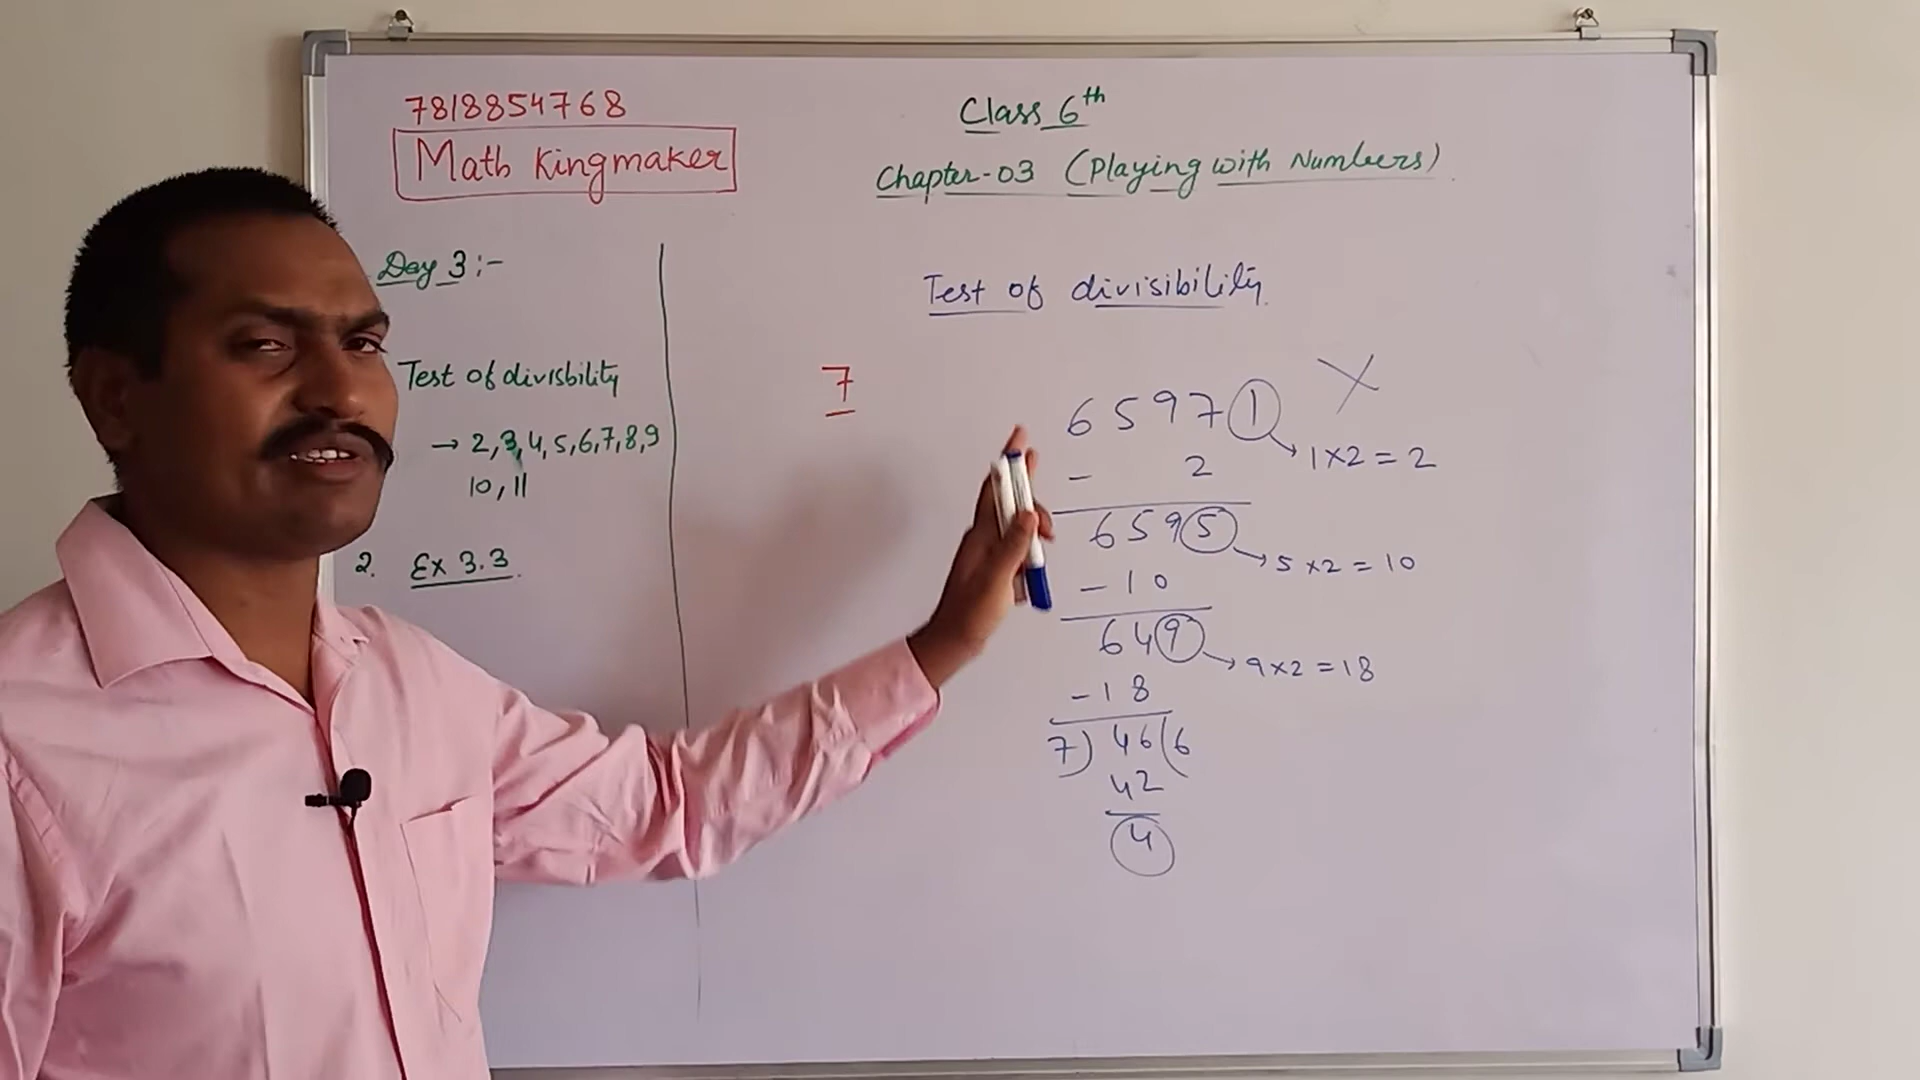 7818854768
Math Kingmaker
Class 6th
Chapter-03 (Playing with Numbers)
Day 3:-
Test of divisbility
→ 2,3,4,5,6,7,8,9
10,11
2. Ex 3.3
Test of divisibility
7
65971 X
1×2=2
- 2
6595
5×2=10
-10
649
9×2=18
-18
7)46(6
42
4